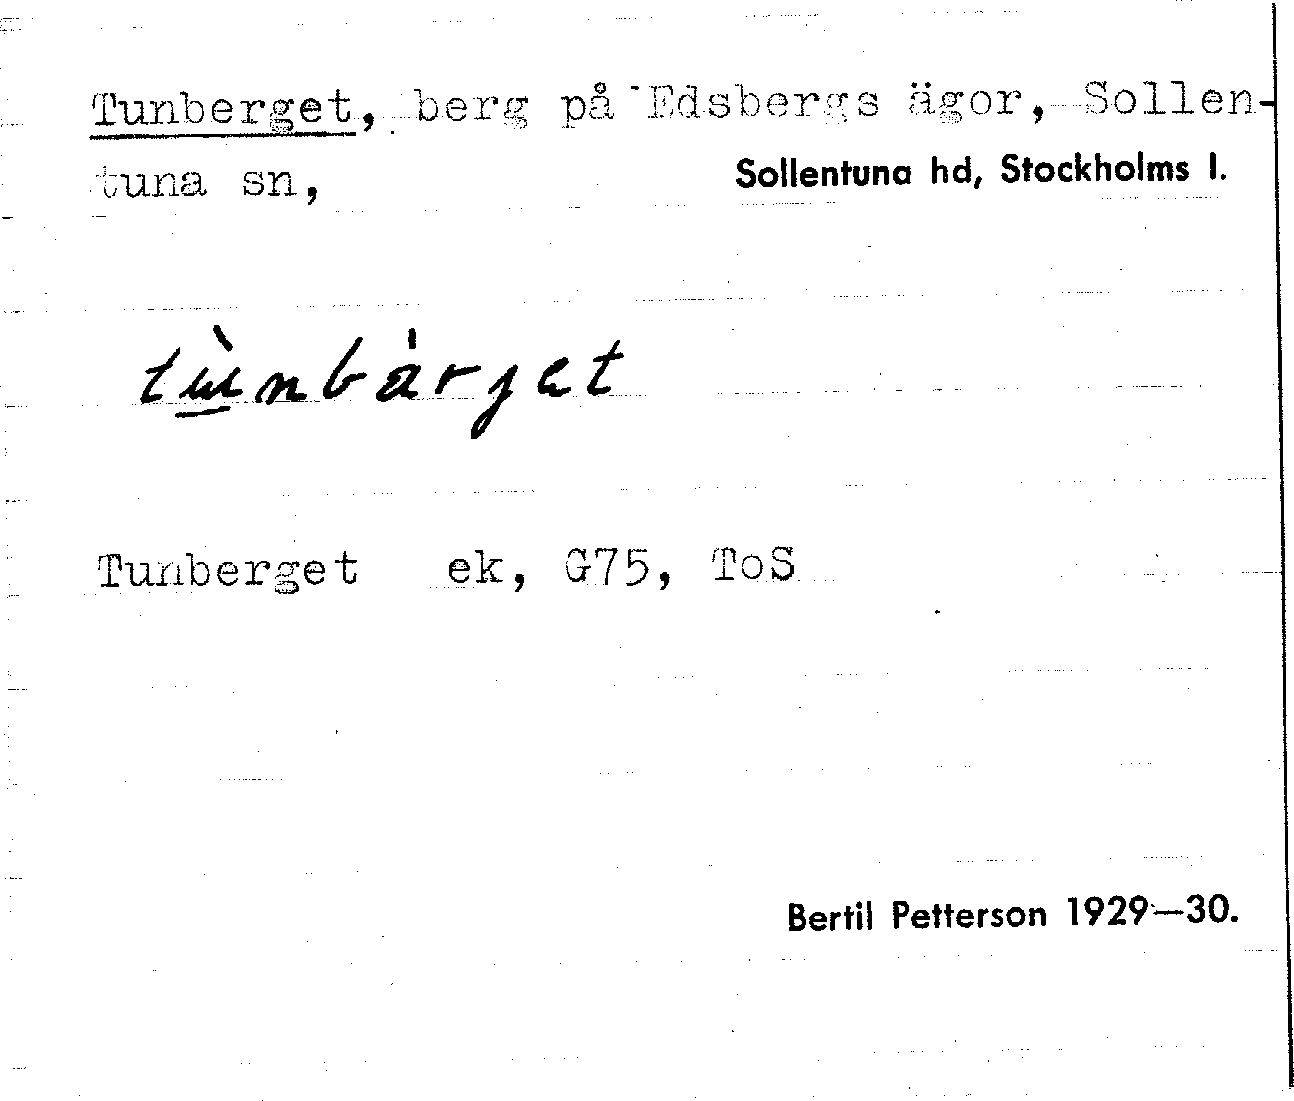 Tunberget, berg på Edsbergs ägor, Sollen-
tuna sn, Sollentuna hd, Stockholms l.
tùnbárjet
Tunberget ek, G75, ToS
Bertil Petterson 1929—30.